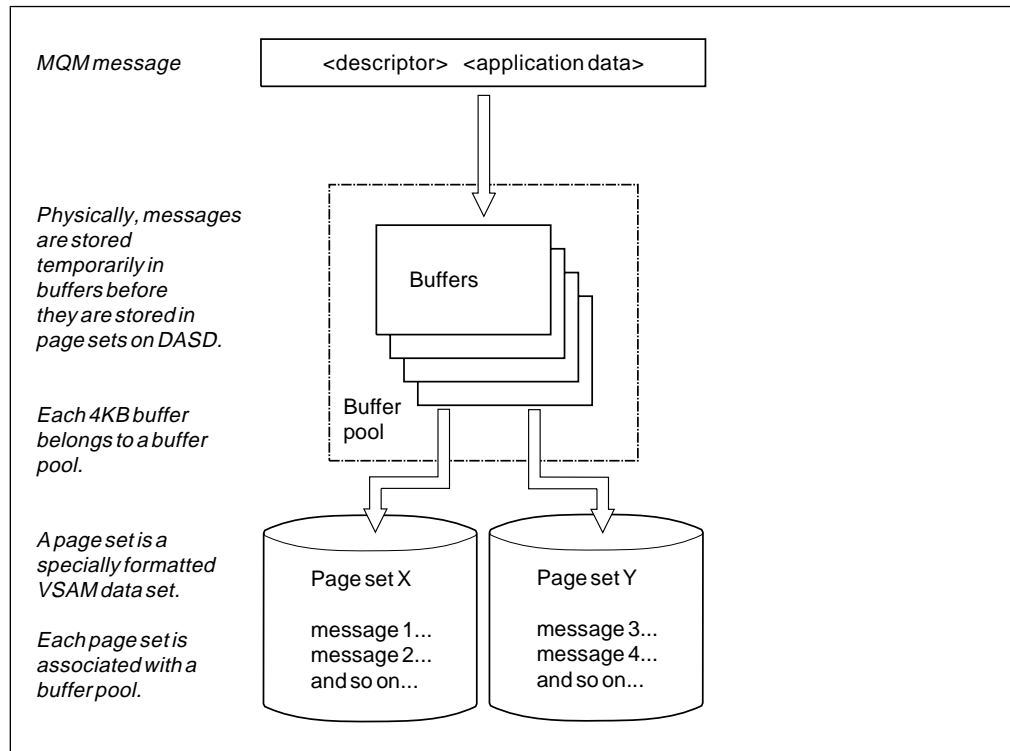 MQM message
<descriptor> <application data>
Physically, messages
are stored
temporarily in
buffers before
they are stored in
page sets on DASD.
Buffers
Each 4KB buffer
belongs to a buffer
pool.
Buffer
pool
A page set is a
specially formatted
VSAM data set.
Each page set is
associated with a
buffer pool.
Page set X
message 1...
message 2...
and so on...
Page set Y
message 3...
message 4...
and so on...